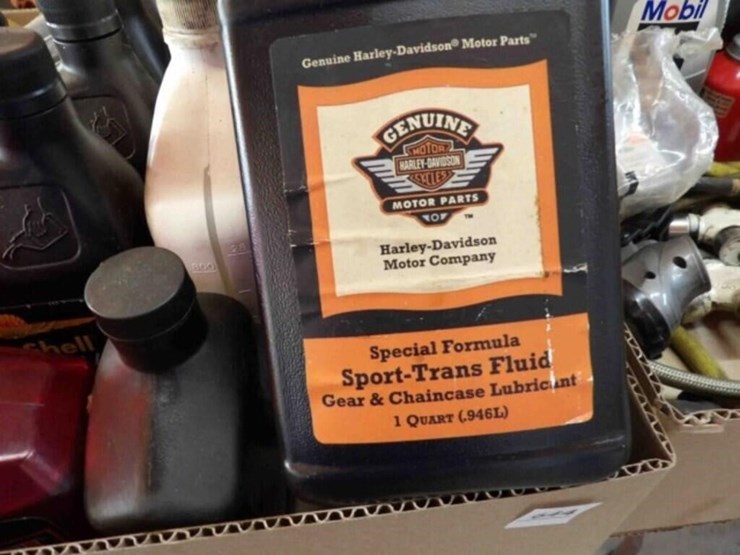 Genuine Harley-Davidson® Motor Parts™
GENUINE
MOTOR
HARLEY-DAVIDSON
CYCLES
MOTOR PARTS
™
Harley-Davidson
Motor Company
Special Formula
Sport-Trans Fluid
Gear & Chaincase Lubricant
1 QUART (.946L)
Mobil
Shell